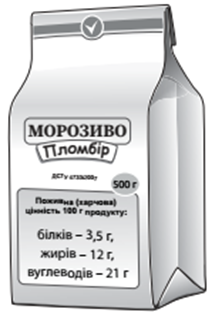 МОРОЗИВО
Пломбір
500 г
Поживна (харчова)
цінність 100 г продукту:
білків – 3,5 г,
жирів – 12 г,
вуглеводів – 21 г